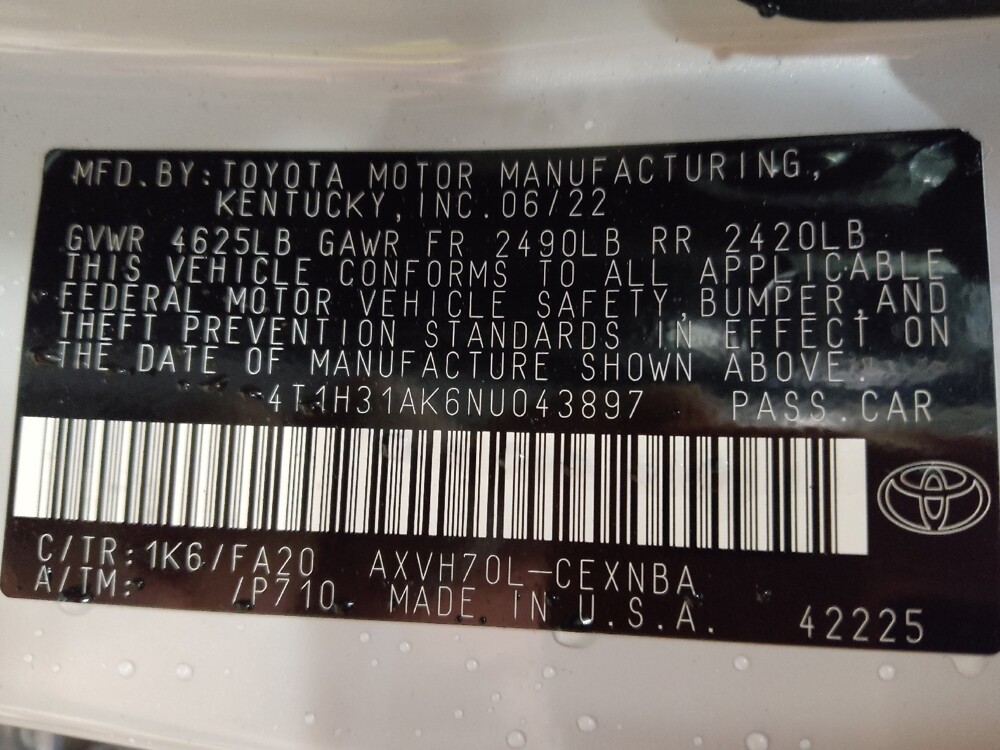 MFD.BY:TOYOTA MOTOR MANUFACTURING,
KENTUCKY,INC.06/22
GVWR 4625LB GAWR FR 2490LB RR 2420LB
THIS VEHICLE CONFORMS TO ALL APPLICABLE
FEDERAL MOTOR VEHICLE SAFETY,BUMPER,AND
THEFT PREVENTION STANDARDS IN EFFECT ON
THE DATE OF MANUFACTURE SHOWN ABOVE.
4T1H31AK6NU043897 PASS.CAR
C/TR:1K6/FA20 AXVH70L-CEXNBA
A/TM: /P710 MADE IN U.S.A. 42225